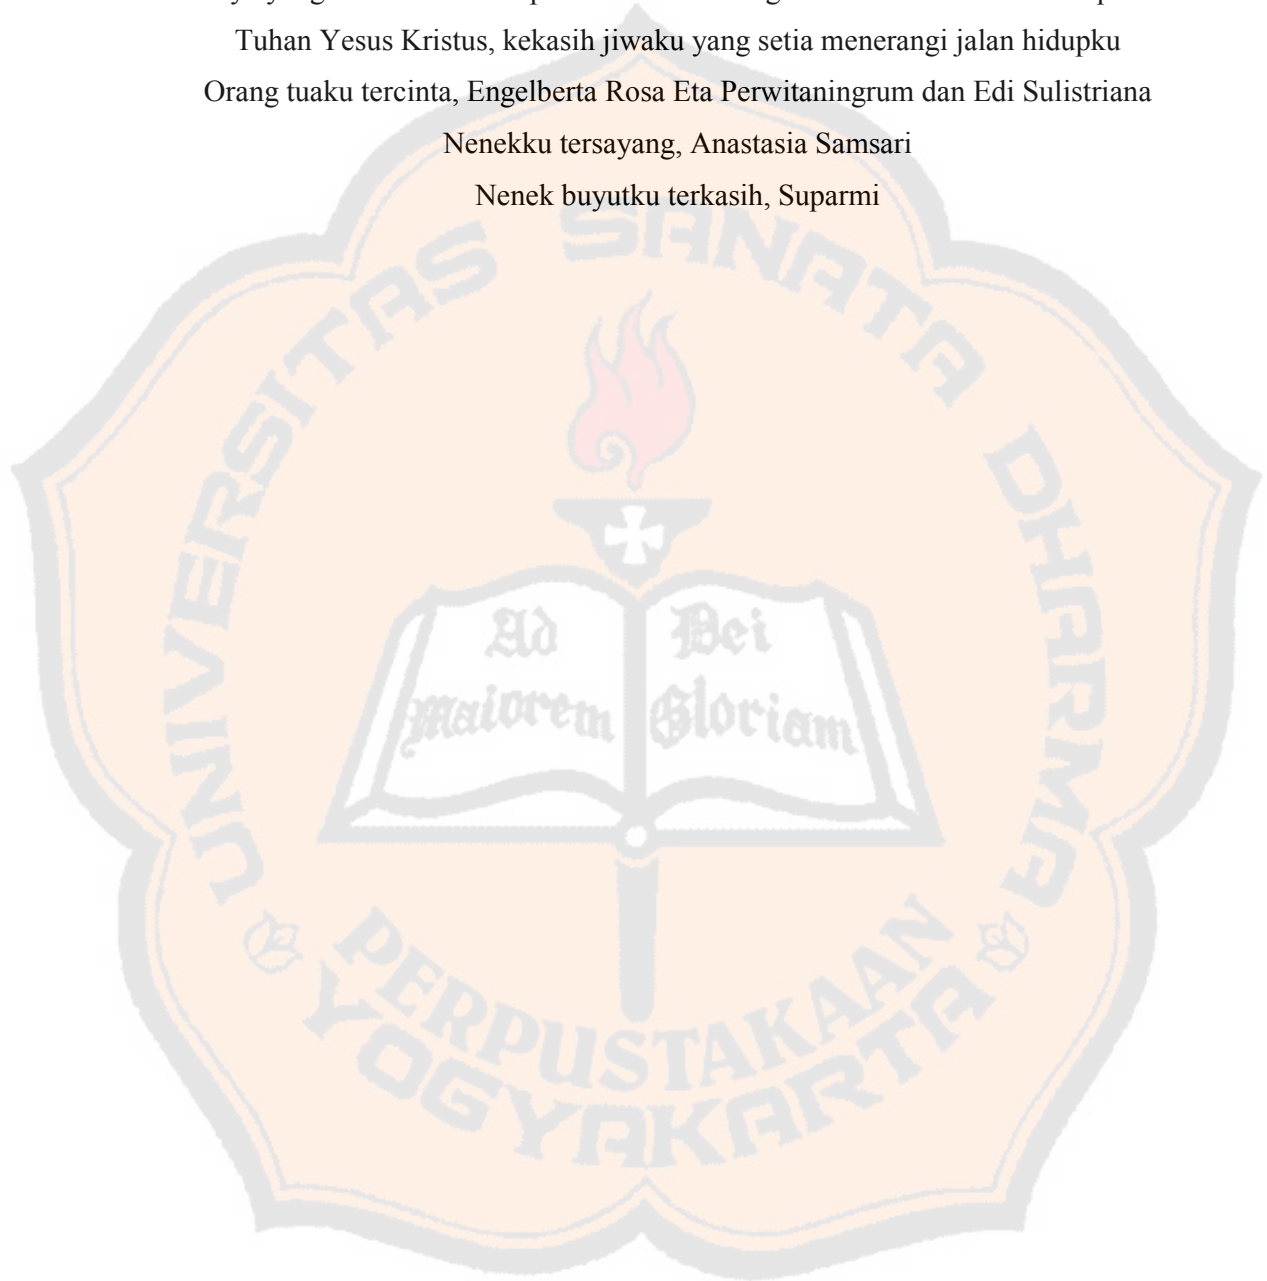 Tuhan Yesus Kristus, kekasih jiwaku yang setia menerangi jalan hidupku
Orang tuaku tercinta, Engelberta Rosa Eta Perwitaningrum dan Edi Sulistriana
Nenekku tersayang, Anastasia Samsari
Nenek buyutku terkasih, Suparmi
UNIVERSITAS SANATA DHARMA
Ad Dei
Maiorem Gloriam
PERPUSTAKAAN
YOGYAKARTA